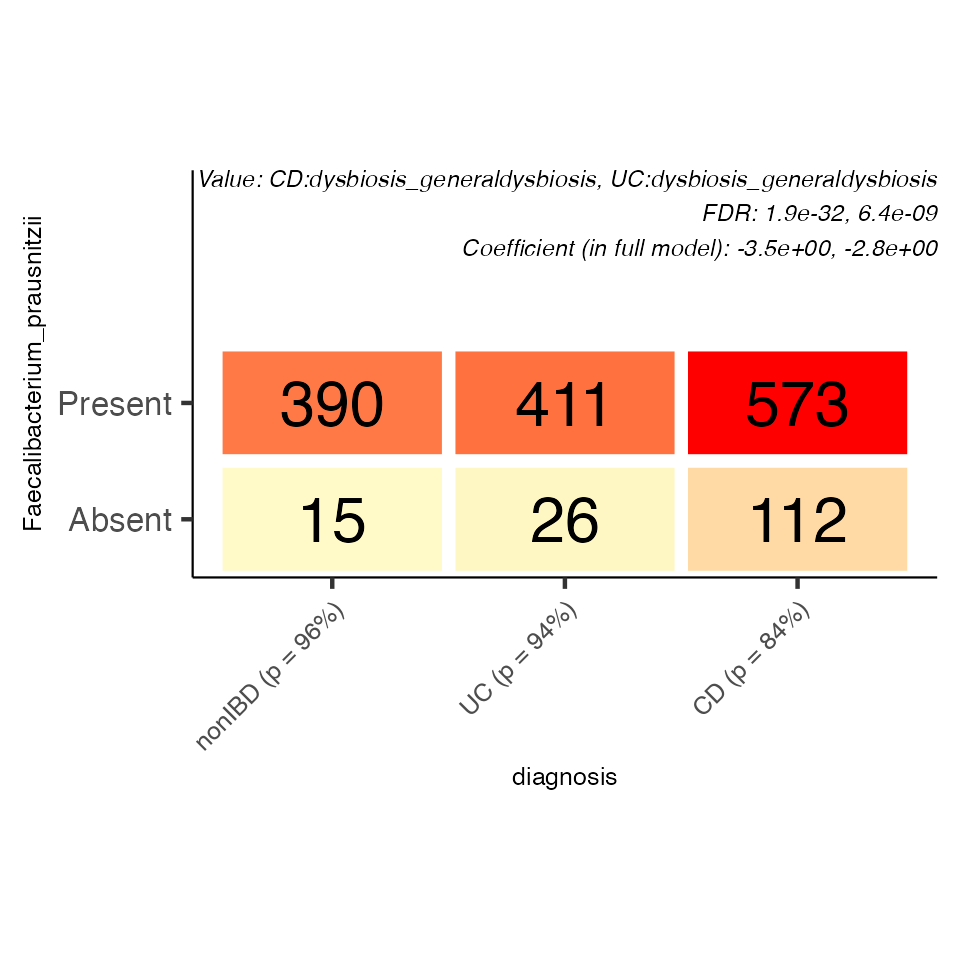 Value: CD:dysbiosis_generaldysbiosis, UC:dysbiosis_generaldysbiosis
FDR: 1.9e-32, 6.4e-09
Coefficient (in full model): -3.5e+00, -2.8e+00
Faecalibacterium_prausnitzii
Present
390
411
573
Absent
15
26
112
nonIBD (p = 96%)
UC (p = 94%)
CD (p = 84%)
diagnosis